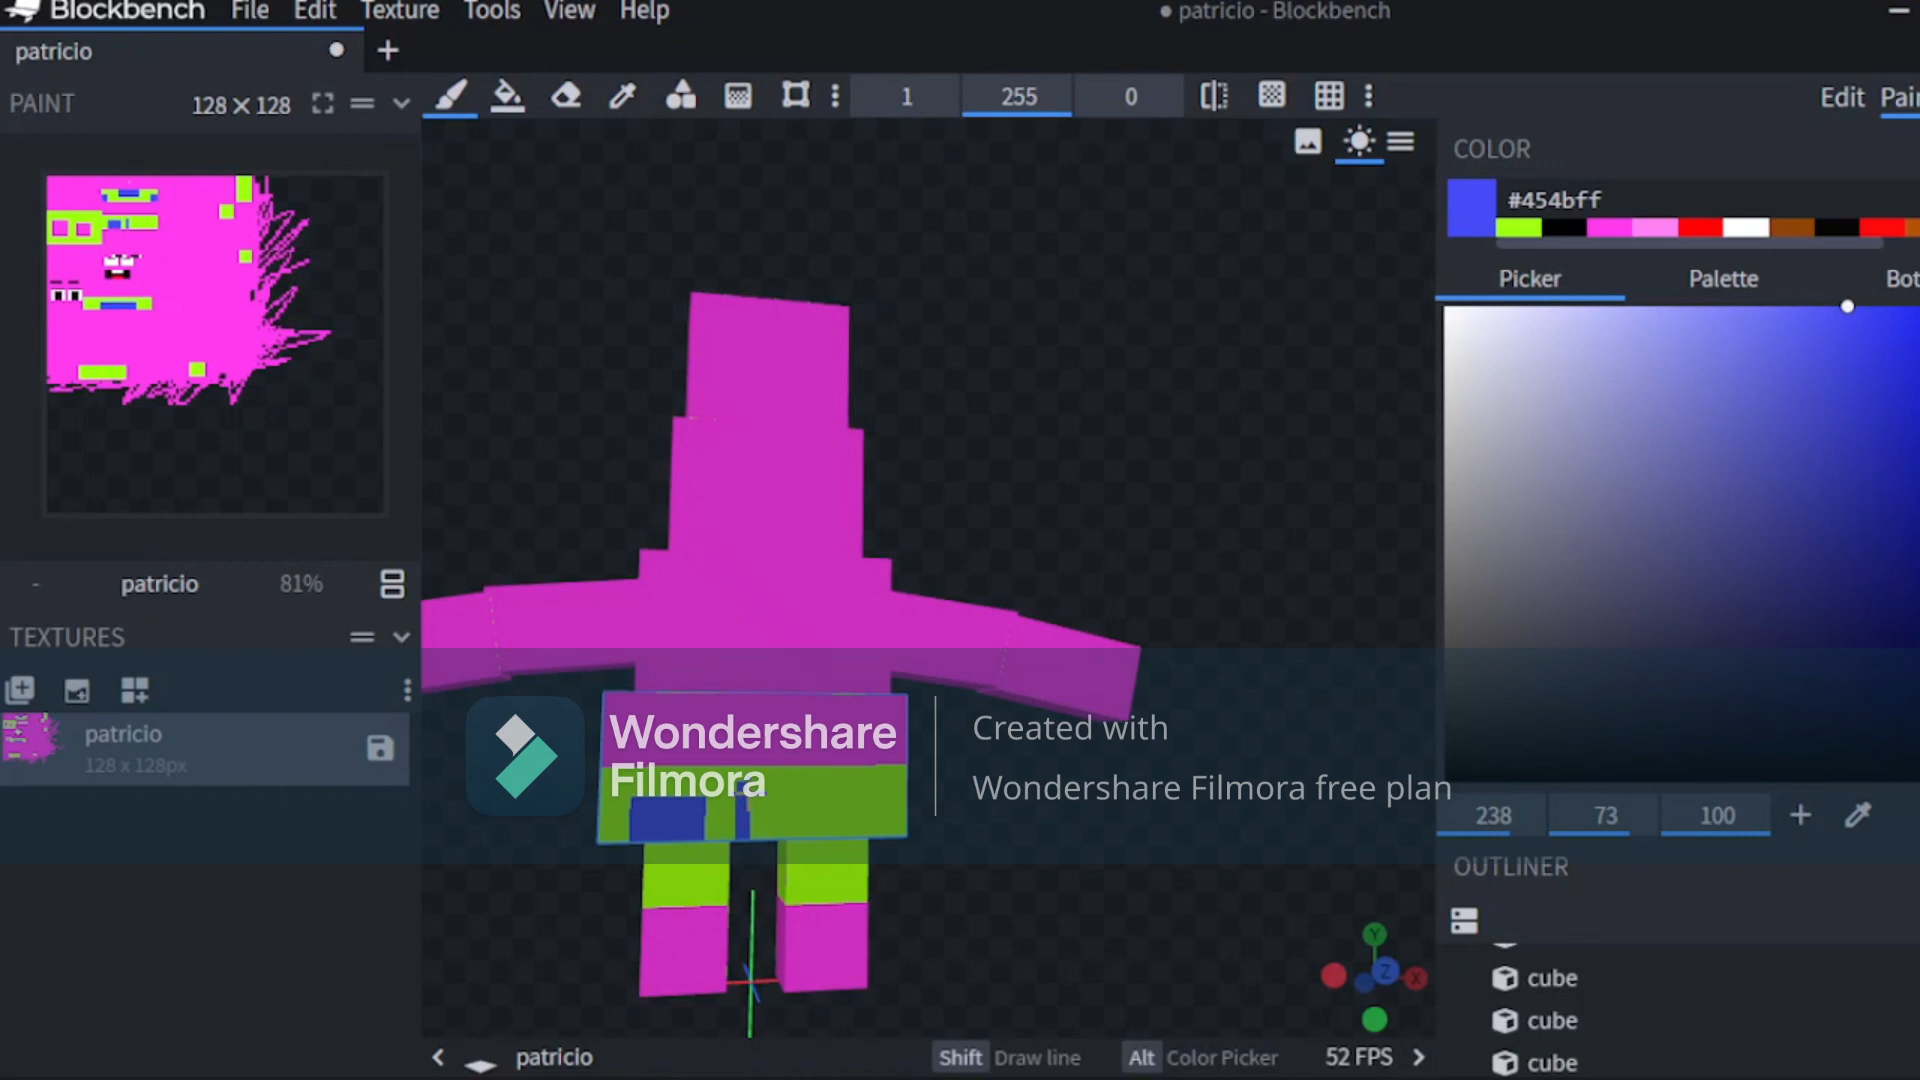 Blockbench File Edit Texture Tools View Help
patricio - Blockbench
patricio
PAINT 128 × 128
1 255 0
Edit
COLOR
#454bff
Picker Palette
- patricio 81%
TEXTURES
patricio
128 x 128px
Wondershare
Filmora
Created with
Wondershare Filmora free plan
238 73 100
OUTLINER
Y
Z
X
cube
cube
cube
patricio
Shift Draw line Alt Color Picker 52 FPS